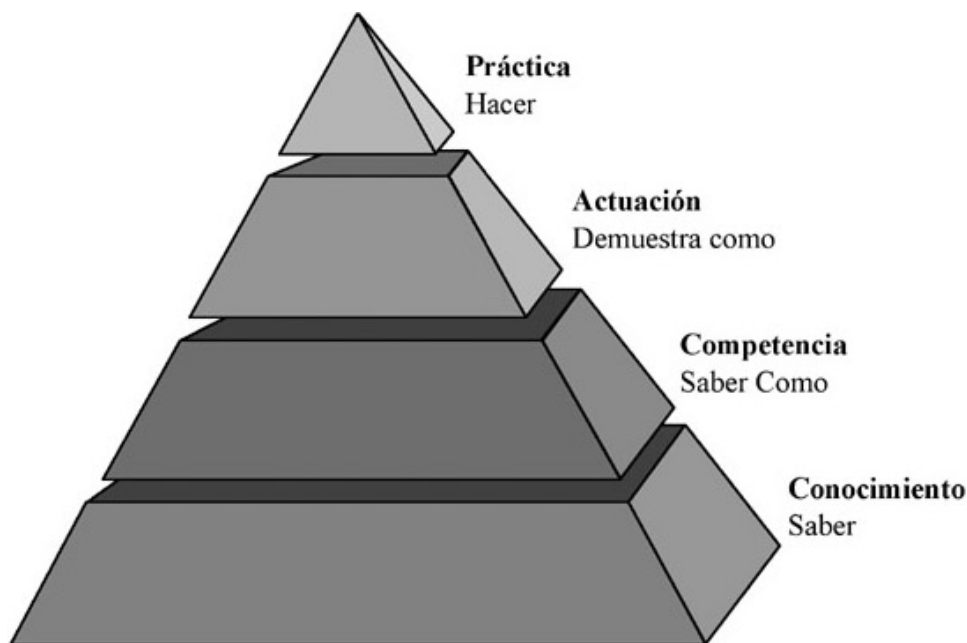 Práctica
Hacer
Actuación
Demuestra como
Competencia
Saber Como
Conocimiento
Saber